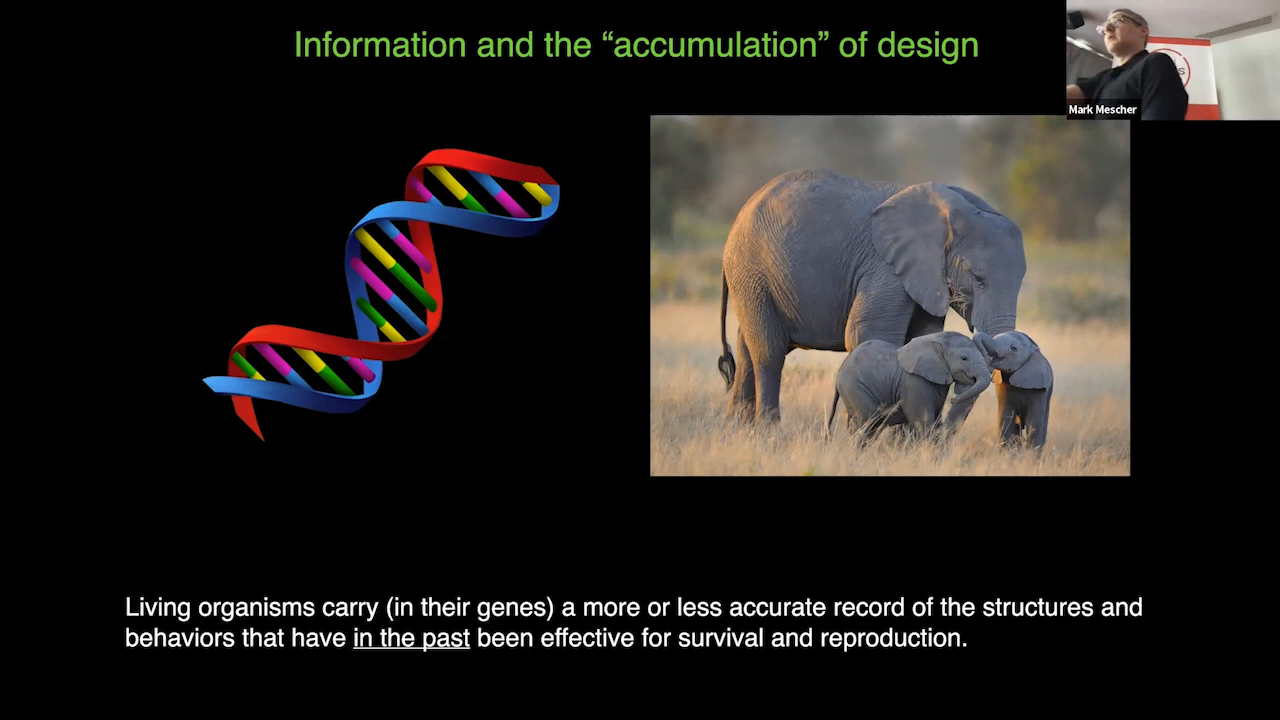 Information and the “accumulation” of design
Mark Mescher
Living organisms carry (in their genes) a more or less accurate record of the structures and
behaviors that have in the past been effective for survival and reproduction.